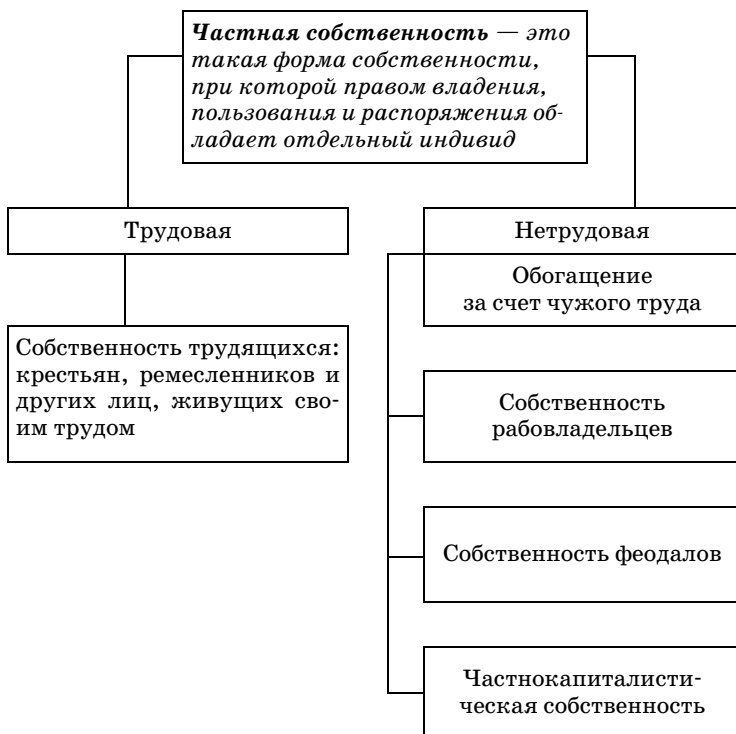 Частная собственность — это
такая форма собственности,
при которой правом владения,
пользования и распоряжения об-
ладает отдельный индивид
Трудовая
Нетрудовая
Обогащение
за счет чужого труда
Собственность трудящихся:
крестьян, ремесленников и
других лиц, живущих сво-
им трудом
Собственность
рабовладельцев
Собственность феодалов
Частнокапиталисти-
ческая собственность